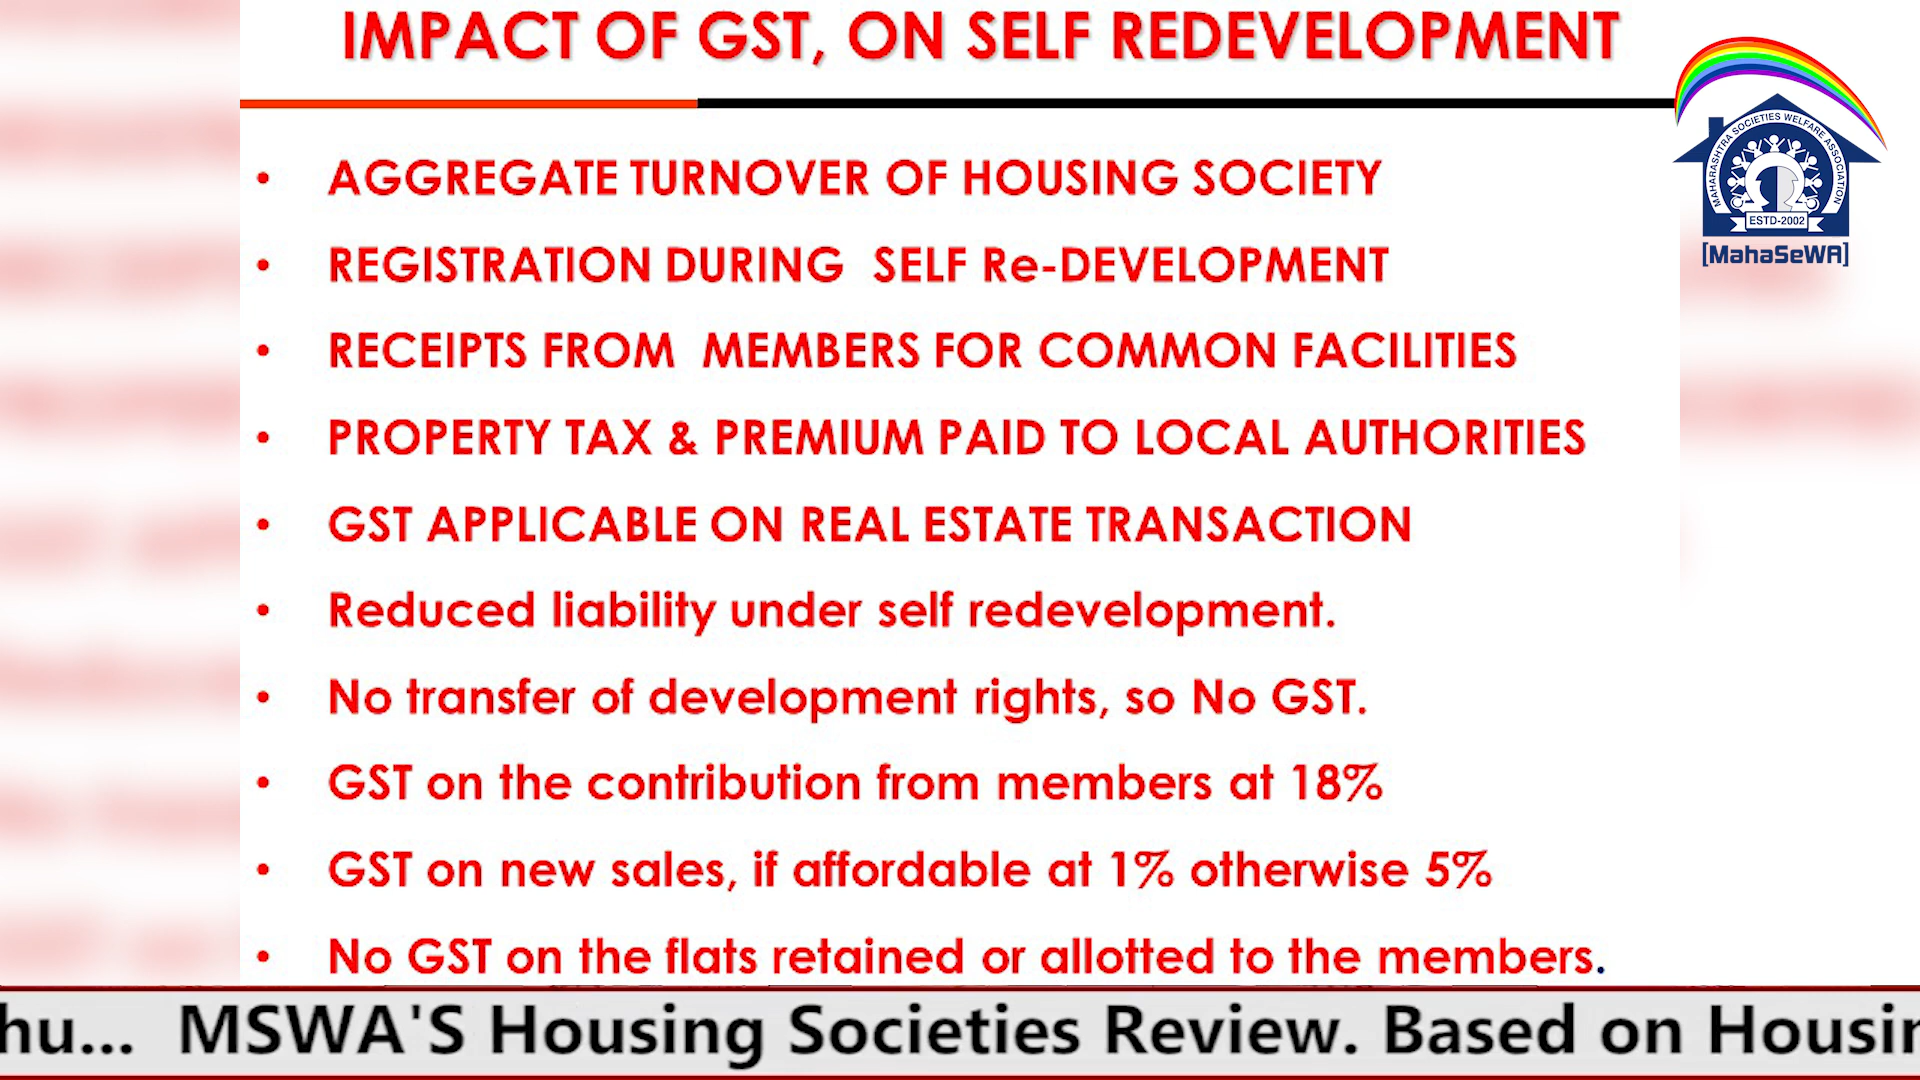 IMPACT OF GST, ON SELF REDEVELOPMENT
• AGGREGATE TURNOVER OF HOUSING SOCIETY
• REGISTRATION DURING SELF Re-DEVELOPMENT
• RECEIPTS FROM MEMBERS FOR COMMON FACILITIES
• PROPERTY TAX & PREMIUM PAID TO LOCAL AUTHORITIES
• GST APPLICABLE ON REAL ESTATE TRANSACTION
• Reduced liability under self redevelopment.
• No transfer of development rights, so No GST.
• GST on the contribution from members at 18%
• GST on new sales, if affordable at 1% otherwise 5%
• No GST on the flats retained or allotted to the members.
MAHARASHTRA SOCIETIES WELFARE ASSOCIATION
ESTD-2002
[MahaSeWA]
hu... MSWA'S Housing Societies Review. Based on Housin